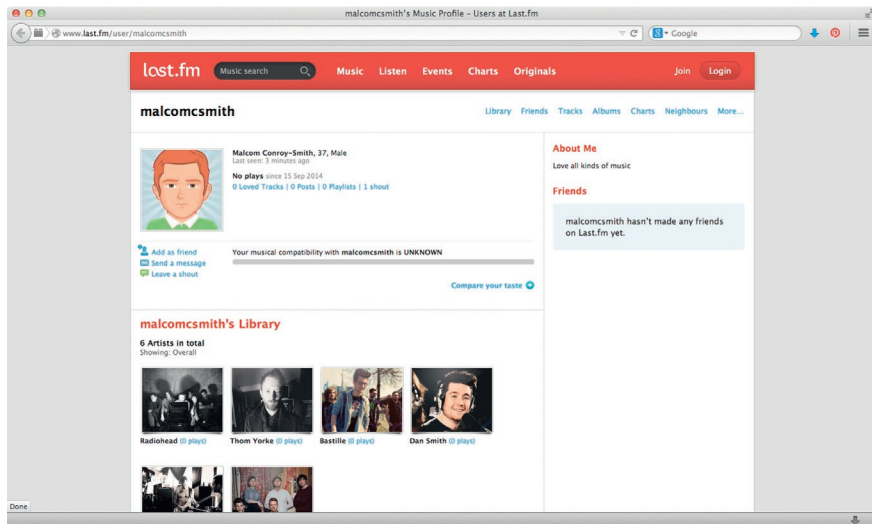 malcomcsmith's Music Profile – Users at Last.fm
www.last.fm/user/malcomcsmith
Google
last.fm
Music search
Music Listen Events Charts Originals
Join Login
malcomcsmith
Library Friends Tracks Albums Charts Neighbours More...
Malcom Conroy-Smith, 37, Male
Last seen: 3 minutes ago
No plays since 15 Sep 2014
0 Loved Tracks | 0 Posts | 0 Playlists | 1 shout
Add as friend
Send a message
Leave a shout
Your musical compatibility with malcomcsmith is UNKNOWN
Compare your taste
About Me
Love all kinds of music
Friends
malcomcsmith hasn't made any friends
on Last.fm yet.
malcomcsmith's Library
6 Artists in total
Showing: Overall
Radiohead (0 plays)
Thom Yorke (0 plays)
Bastille (0 plays)
Dan Smith (0 plays)
Done